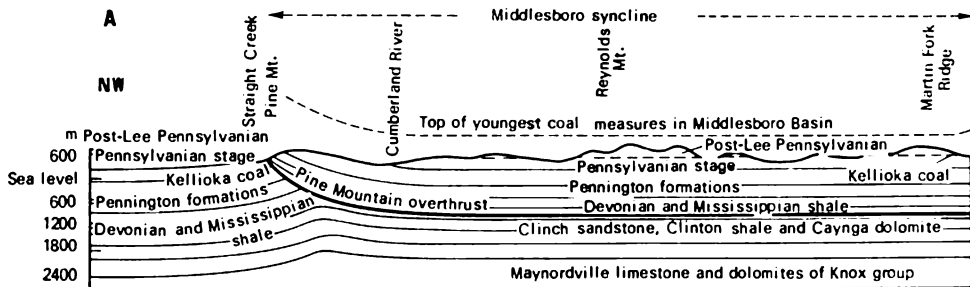 A
Middlesboro syncline
NW
Straight Creek
Pine Mt.
Cumberland River
Reynolds
Mt.
Martin Fork
Ridge
Top of youngest coal measures in Middlesboro Basin
m Post-Lee Pennsylvanian
Post-Lee Pennsylvanian
600 Pennsylvanian stage
Pennsylvanian stage
Sea level
Kellioka coal
Kellioka coal
Pine Mountain overthrust
Pennington formations
600
Pennington formations
Devonian and Mississippian shale
1200
Devonian and Mississippian
shale
Clinch sandstone, Clinton shale and Caynga dolomite
1800
2400
Maynordville limestone and dolomites of Knox group